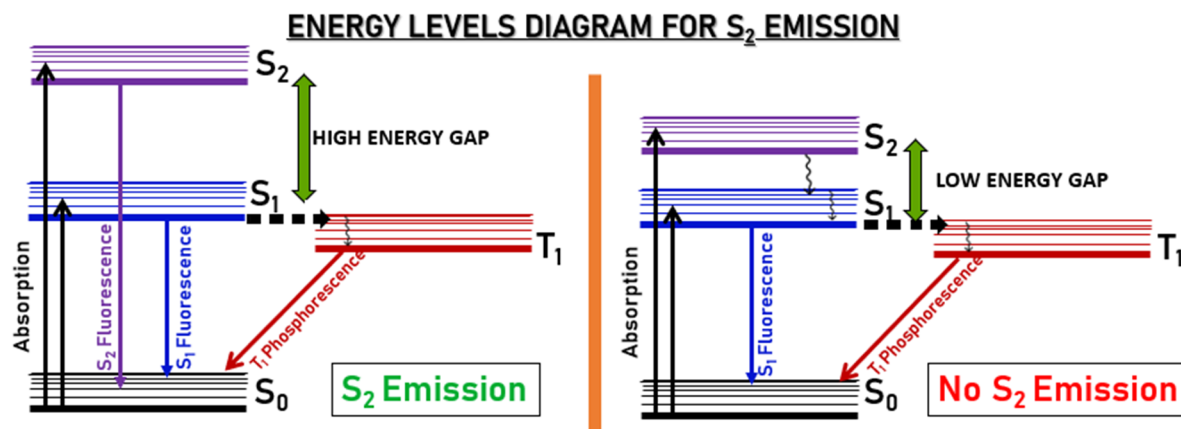 ENERGY LEVELS DIAGRAM FOR S₂ EMISSION
S₂
HIGH ENERGY GAP
S₁
T₁
Absorption
S₂ Fluorescence
S₁ Fluorescence
T₁ Phosphorescence
S₀
S₂ Emission
S₂
LOW ENERGY GAP
S₁
T₁
Absorption
S₁ Fluorescence
T₁ Phosphorescence
S₀
No S₂ Emission